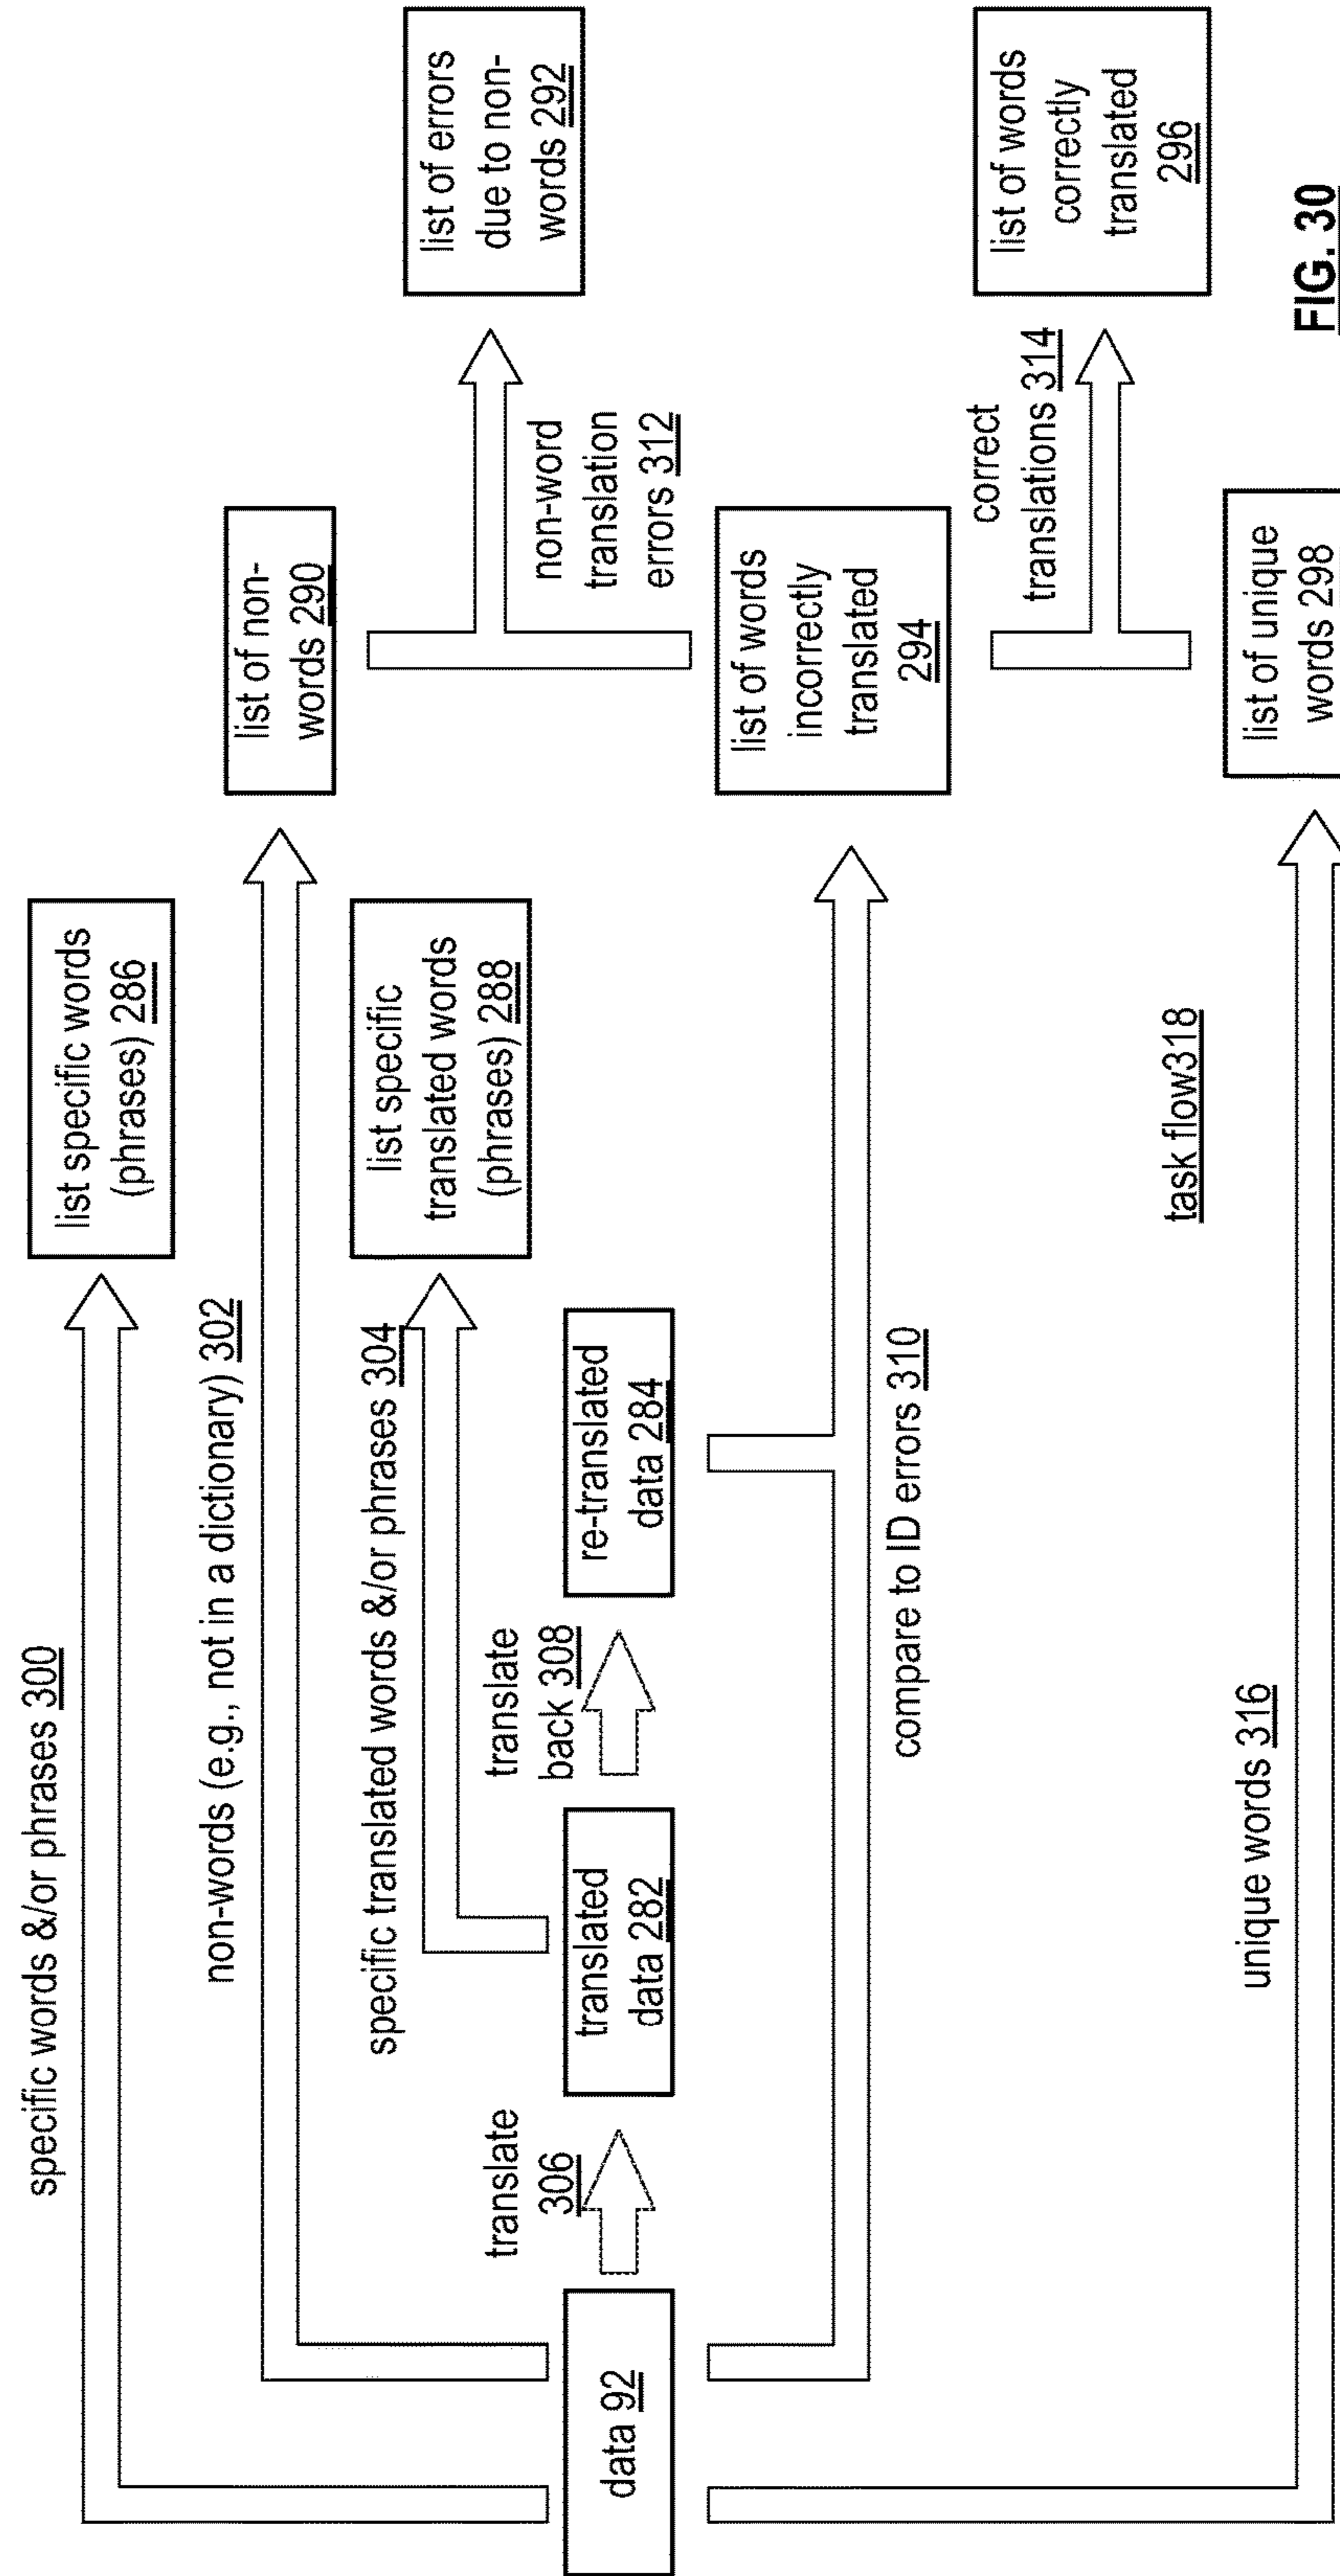 specific words &/or phrases 300
list specific words
(phrases) 286
non-words (e.g., not in a dictionary) 302
list of non-
words 290
specific translated words &/or phrases 304
list specific
translated words
(phrases) 288
list of errors
due to non-
words 292
non-word
translation
errors 312
data 92
translate
306
translated
data 282
translate
back 308
re-translated
data 284
compare to ID errors 310
list of words
incorrectly
translated
294
correct
translations 314
list of words
correctly
translated
296
task flow318
unique words 316
list of unique
words 298
FIG. 30